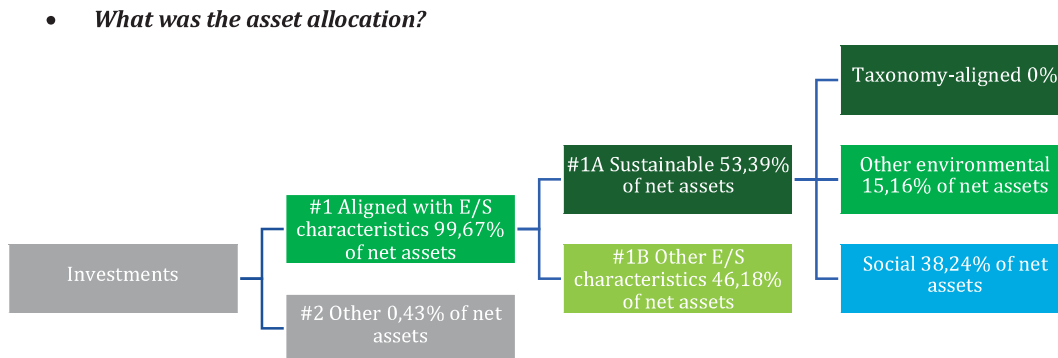 • What was the asset allocation?
Taxonomy-aligned 0%
#1A Sustainable 53,39%
of net assets
Other environmental
15,16% of net assets
#1 Aligned with E/S
characteristics 99,67%
of net assets
Investments
#1B Other E/S
characteristics 46,18%
of net assets
Social 38,24% of net
assets
#2 Other 0,43% of net
assets